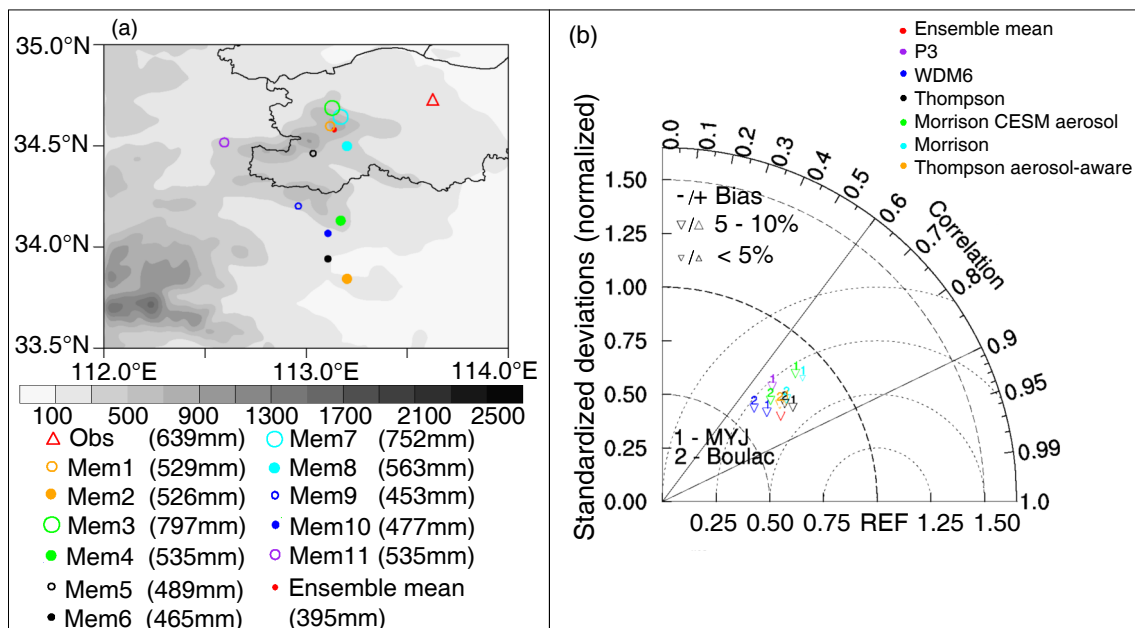 (a)
35.0°N
34.5°N
34.0°N
33.5°N
112.0°E 113.0°E 114.0°E
100 500 900 1300 1700 2100 2500
Obs (639mm)
Mem1 (529mm)
Mem2 (526mm)
Mem3 (797mm)
Mem4 (535mm)
Mem5 (489mm)
Mem6 (465mm)
Mem7 (752mm)
Mem8 (563mm)
Mem9 (453mm)
Mem10 (477mm)
Mem11 (535mm)
Ensemble mean
(395mm)
(b)
Ensemble mean
P3
WDM6
Thompson
Morrison CESM aerosol
Morrison
Thompson aerosol-aware
Standardized deviations (normalized)
1.50
1.25
1.00
0.75
0.50
0.25
0.00
0.0 0.1 0.2 0.3 0.4 0.5 0.6 0.7 0.8 0.9 0.95 0.99 1.0
Correlation
-/+ Bias
5 - 10%
< 5%
1 - MYJ
2 - Boulac
0.25 0.50 0.75 REF 1.25 1.50